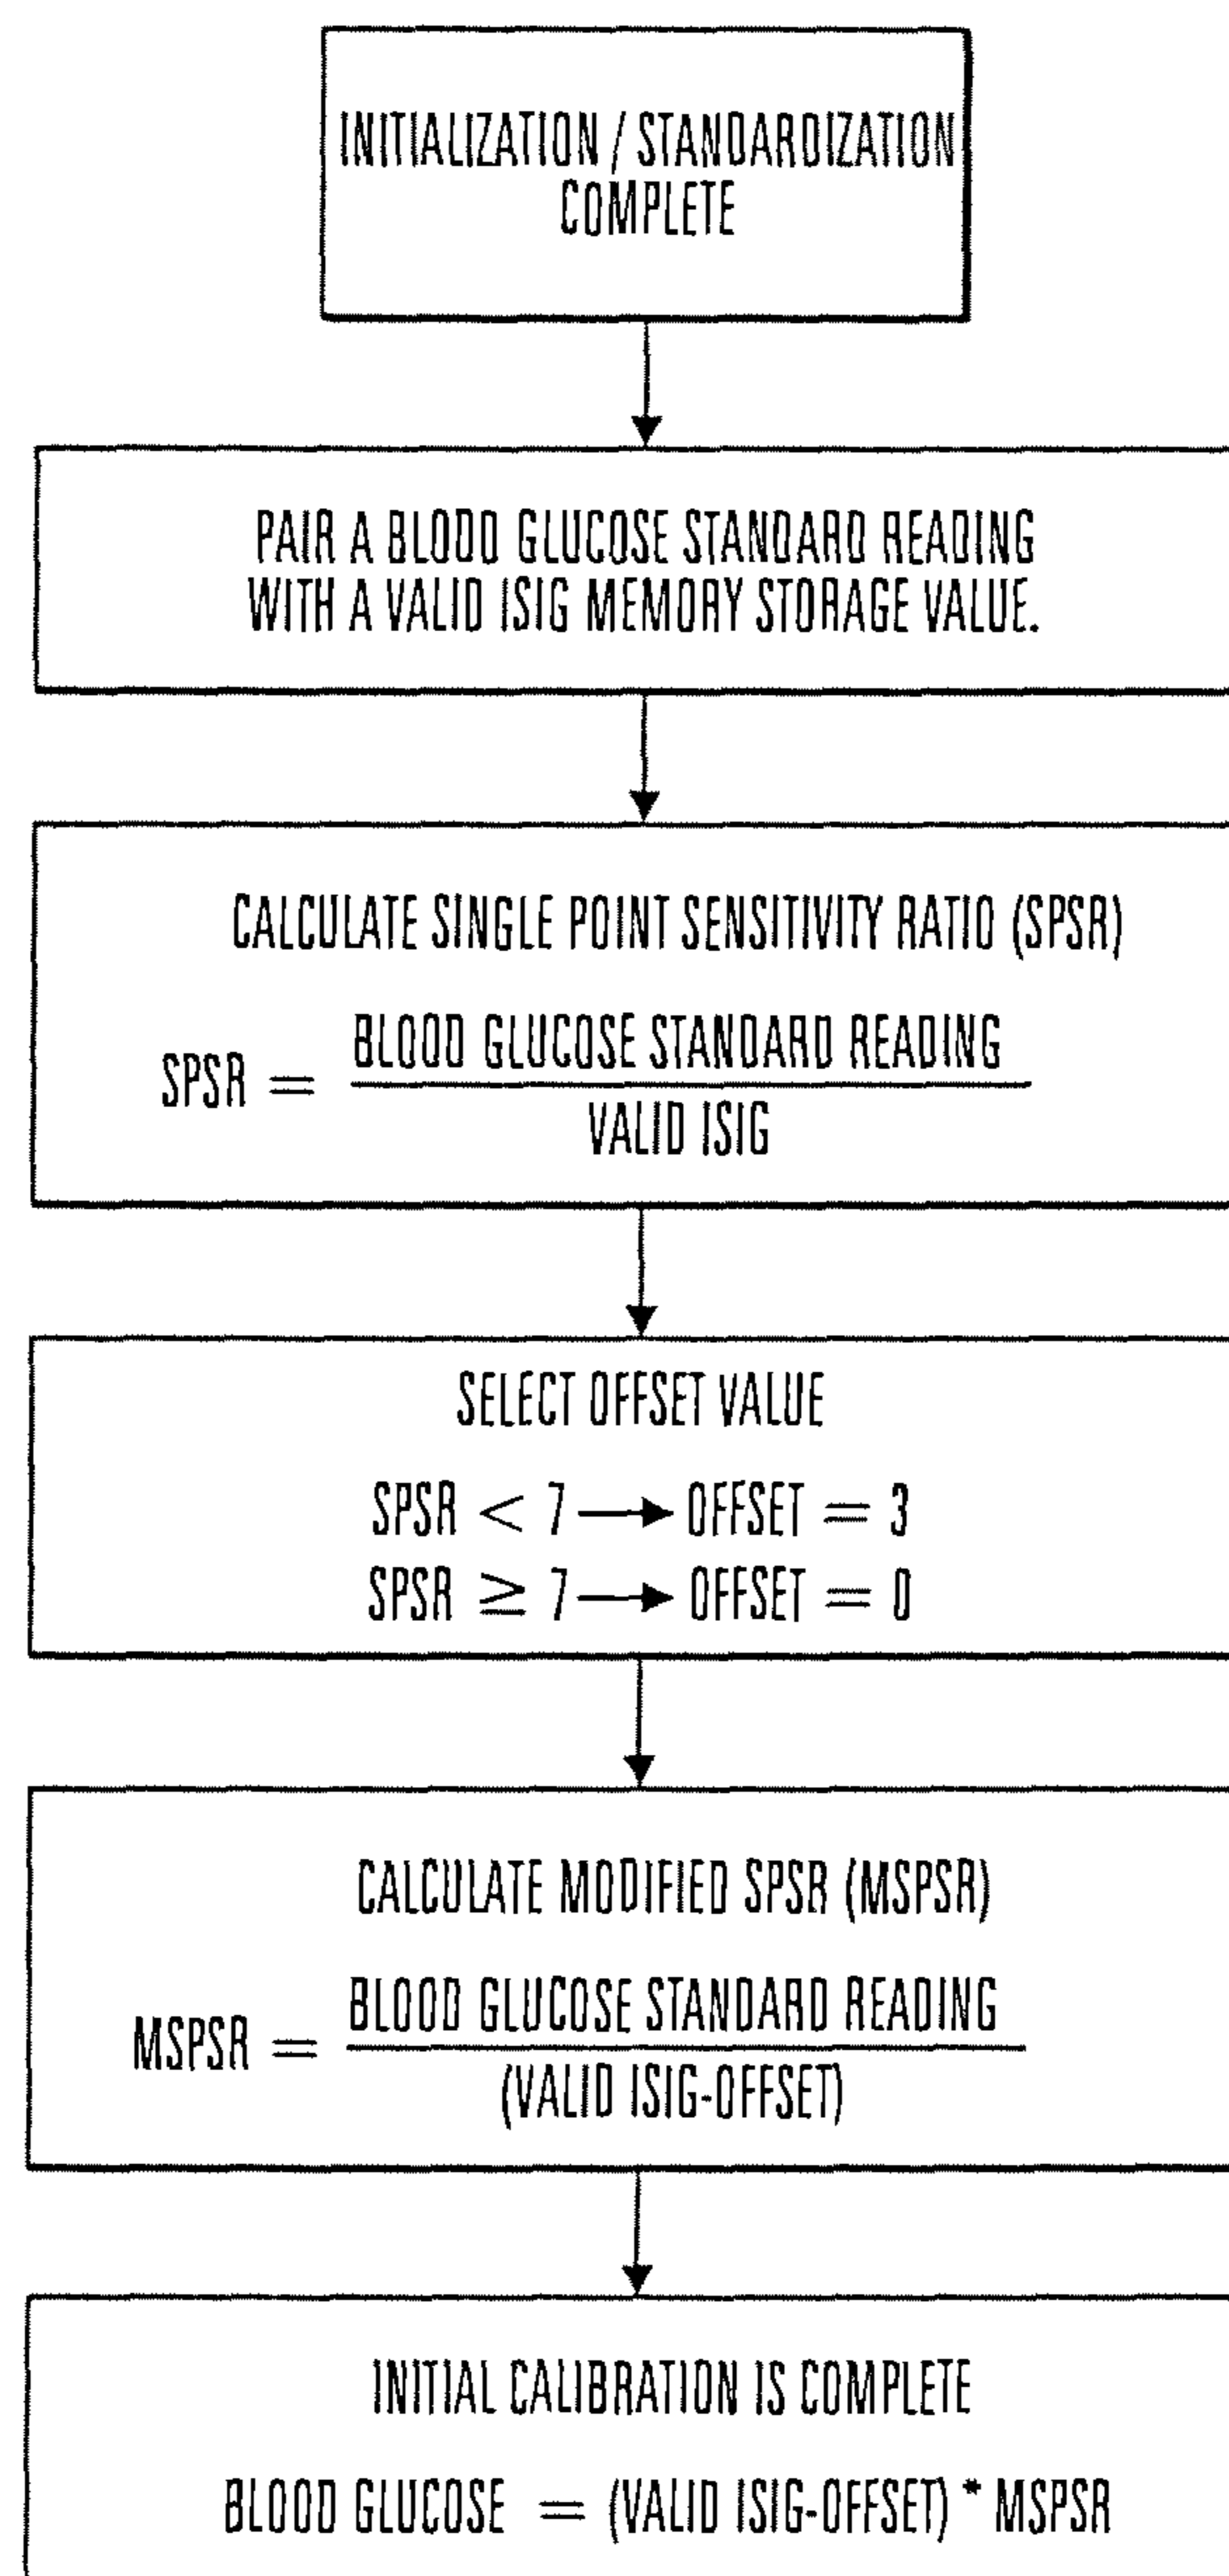 INITIALIZATION / STANDARDIZATION
COMPLETE
PAIR A BLOOD GLUCOSE STANDARD READING
WITH A VALID ISIG MEMORY STORAGE VALUE.
CALCULATE SINGLE POINT SENSITIVITY RATIO (SPSR)
SPSR = BLOOD GLUCOSE STANDARD READING
VALID ISIG
SELECT OFFSET VALUE
SPSR < 7 → OFFSET = 3
SPSR ≥ 7 → OFFSET = 0
CALCULATE MODIFIED SPSR (MSPSR)
MSPSR = BLOOD GLUCOSE STANDARD READING
(VALID ISIG-OFFSET)
INITIAL CALIBRATION IS COMPLETE
BLOOD GLUCOSE = (VALID ISIG-OFFSET) * MSPSR